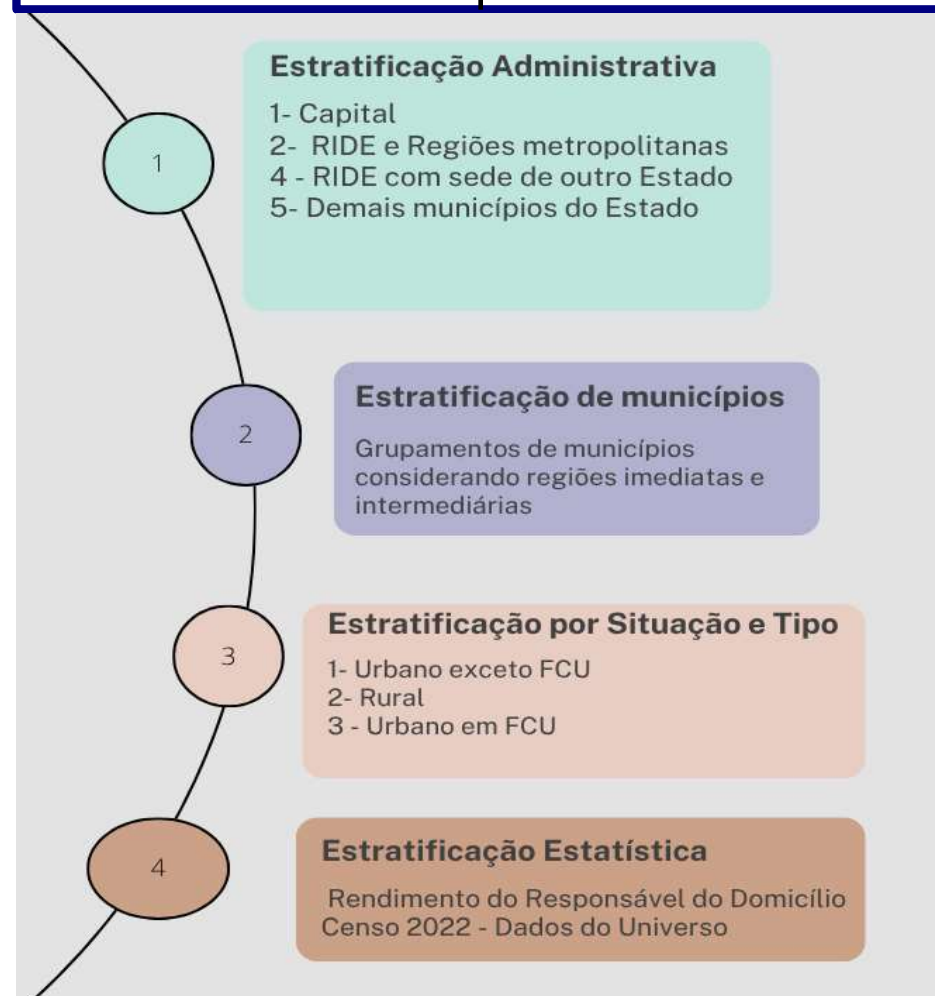 1
Estratificação Administrativa
1- Capital
2- RIDE e Regiões metropolitanas
4 - RIDE com sede de outro Estado
5- Demais municípios do Estado
2
Estratificação de municípios
Grupamentos de municípios
considerando regiões imediatas e
intermediárias
3
Estratificação por Situação e Tipo
1- Urbano exceto FCU
2- Rural
3 - Urbano em FCU
4
Estratificação Estatística
Rendimento do Responsável do Domicílio
Censo 2022 - Dados do Universo